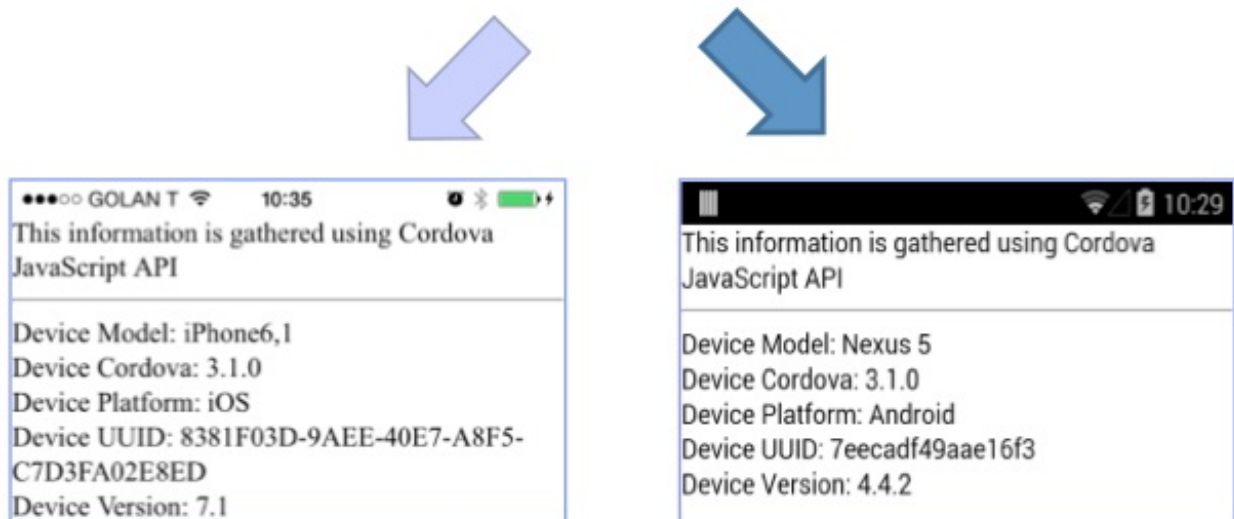 GOLAN T 10:35
This information is gathered using Cordova
JavaScript API
Device Model: iPhone6,1
Device Cordova: 3.1.0
Device Platform: iOS
Device UUID: 8381F03D-9AEE-40E7-A8F5-
C7D3FA02E8ED
Device Version: 7.1
10:29
This information is gathered using Cordova
JavaScript API
Device Model: Nexus 5
Device Cordova: 3.1.0
Device Platform: Android
Device UUID: 7eecadf49aae16f3
Device Version: 4.4.2